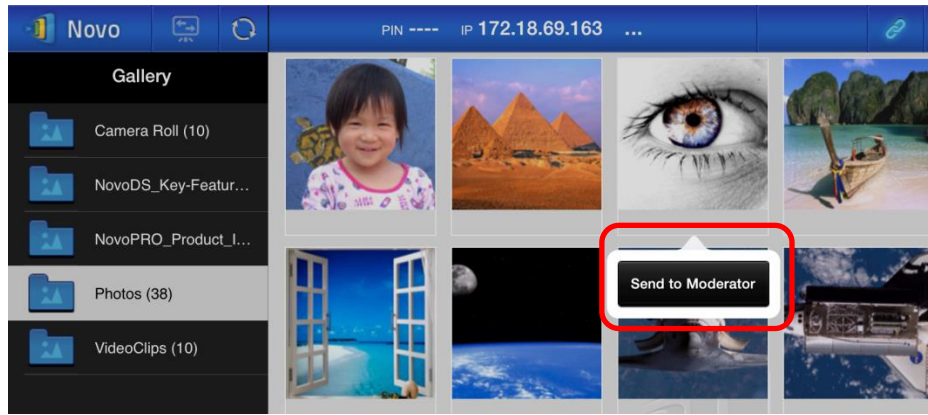 Novo
PIN ---- IP 172.18.69.163 ...
Gallery
Camera Roll (10)
NovoDS_Key-Featur...
NovoPRO_Product_I...
Photos (38)
VideoClips (10)
Send to Moderator